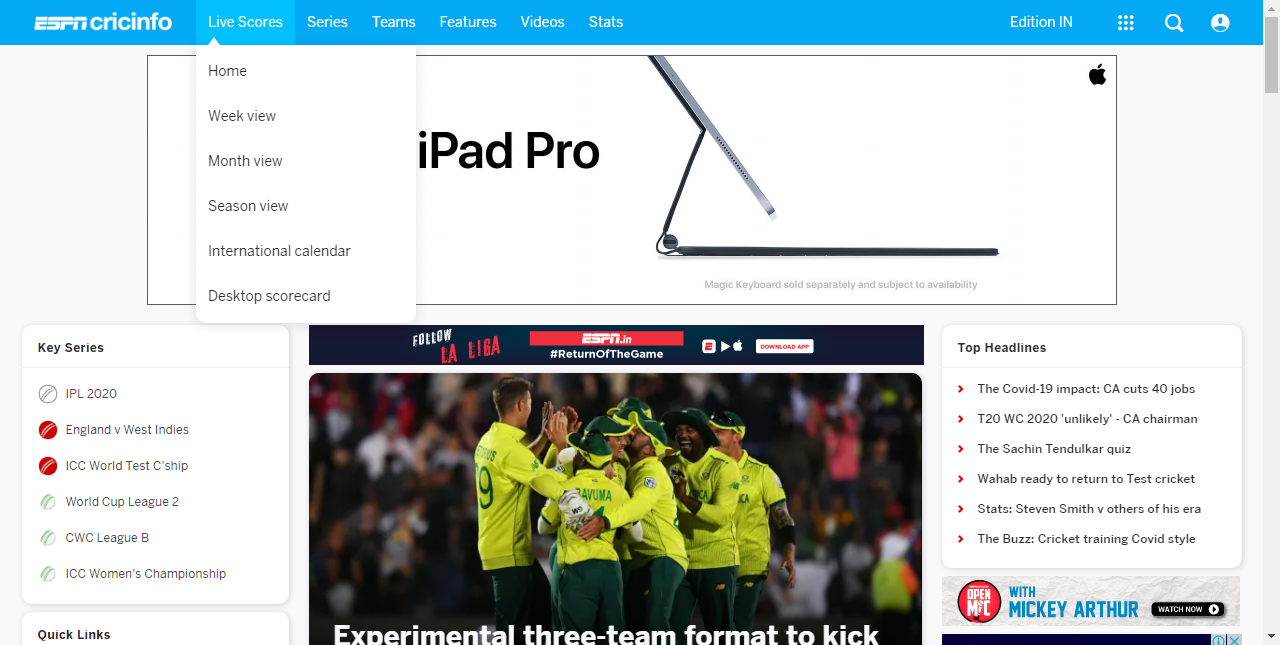 ESPN cricinfo
Live Scores Series Teams Features Videos Stats Edition IN
Home
Week view
Month view
Season view
International calendar
Desktop scorecard
iPad Pro
Magic Keyboard sold separately and subject to availability
Key Series
IPL 2020
England v West Indies
ICC World Test C'ship
World Cup League 2
CWC League B
ICC Women's Championship
Quick Links
FOLLOW
LA LIGA
ESPN.in
#ReturnOfTheGame
DOWNLOAD APP
BAVUMA
Experimental three-team format to kick
Top Headlines
The Covid-19 impact: CA cuts 40 jobs
T20 WC 2020 'unlikely' - CA chairman
The Sachin Tendulkar quiz
Wahab ready to return to Test cricket
Stats: Steven Smith v others of his era
The Buzz: Cricket training Covid style
OPEN
MIC
WITH
MICKEY ARTHUR
WATCH NOW